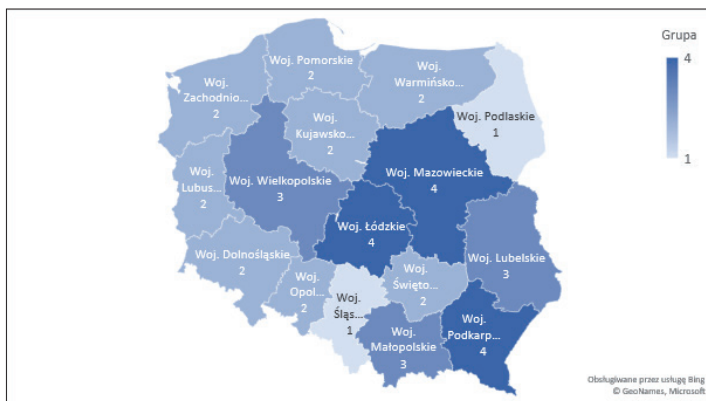 Grupa
4
1
Woj. Pomorskie
2
Woj.
Zachodnio ...
2
Woj.
Warmińsko ...
2
Woj. Podlaskie
1
Woj.
Kujawsko...
2
Woj. Mazowieckie
4
Woj. Wielkopolskie
3
Woj.
Lubus ...
2
Woj. Łódzkie
4
Woj. Lubelskie
3
Woj. Dolnośląskie
2
Woj.
Opol...
2
Woj.
Święto ...
2
Woj.
Śląs ...
1
Woj.
Małopolskie
3
Woj.
Podkarp ...
4
Obsługiwane przez usługę Bing
© GeoNames, Microsoft